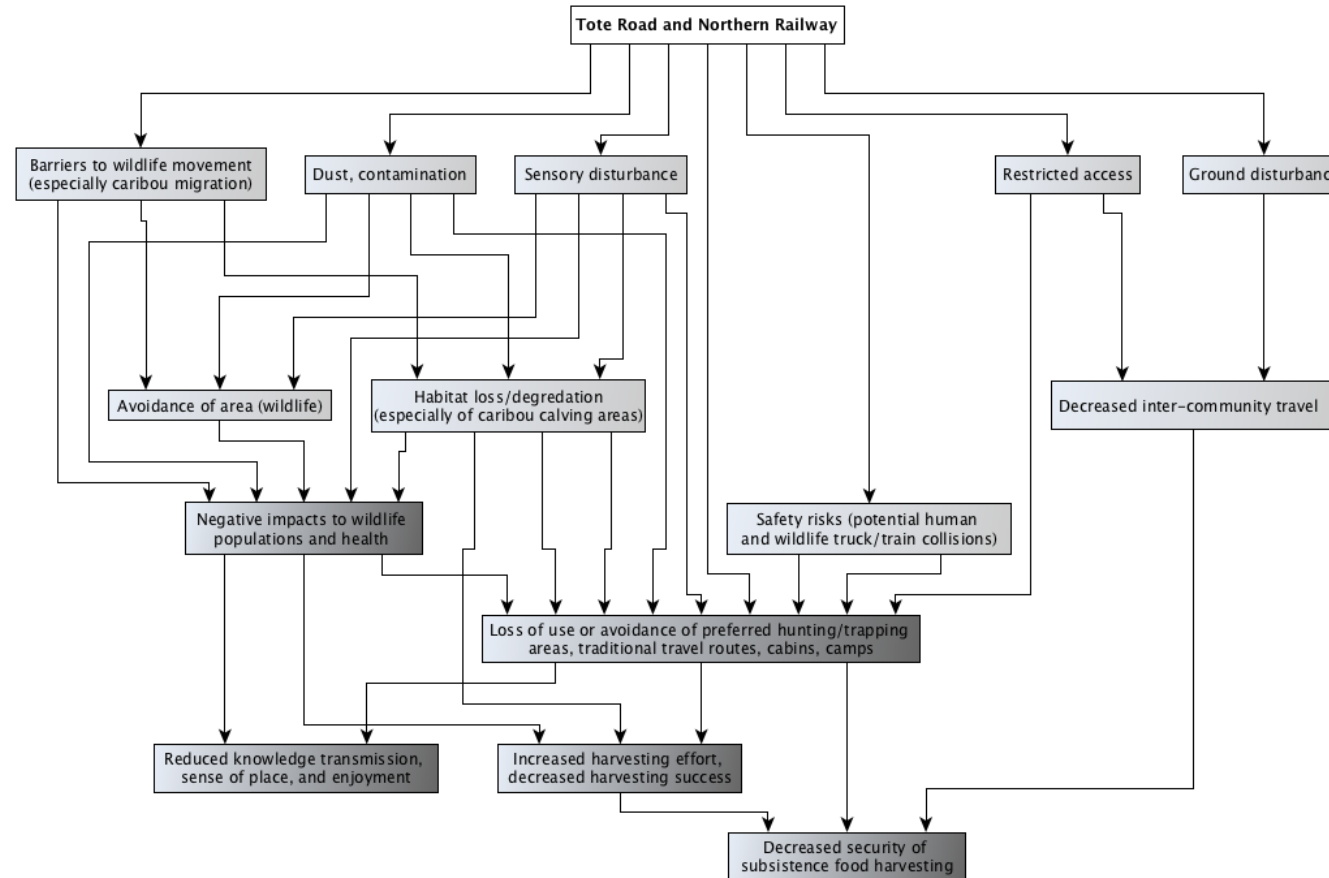 Tote Road and Northern Railway
Barriers to wildlife movement
(especially caribou migration)
Dust, contamination
Sensory disturbance
Restricted access
Ground disturbanc
Avoidance of area (wildlife)
Habitat loss/degredation
(especially of caribou calving areas)
Decreased inter-community travel
Negative impacts to wildlife
populations and health
Safety risks (potential human
and wildlife truck/train collisions)
Loss of use or avoidance of preferred hunting/trapping
areas, traditional travel routes, cabins, camps
Reduced knowledge transmission,
sense of place, and enjoyment
Increased harvesting effort,
decreased harvesting success
Decreased security of
subsistence food harvesting